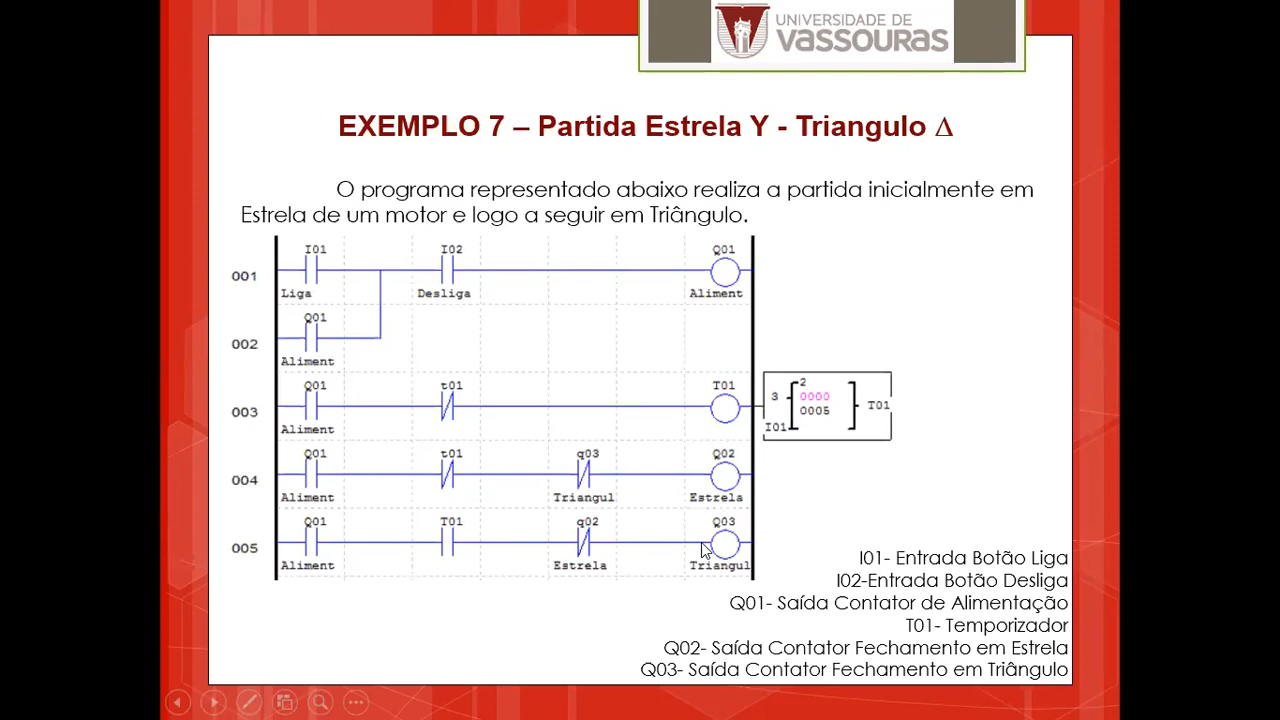 UNIVERSIDADE DE
VASSOURAS
EXEMPLO 7 – Partida Estrela Y - Triangulo Δ
O programa representado abaixo realiza a partida inicialmente em
Estrela de um motor e logo a seguir em Triângulo.
I01 I02 Q01
001
Liga Desliga Aliment
Q01
002
Aliment
Q01 t01 T01
003
Aliment
2
3 0000
0005 T01
I01
Q01 t01 q03 Q02
004
Aliment Triangul Estrela
Q01 T01 q02 Q03
005
Aliment Estrela Triangul
I01- Entrada Botão Liga
I02-Entrada Botão Desliga
Q01- Saída Contator de Alimentação
T01- Temporizador
Q02- Saída Contator Fechamento em Estrela
Q03- Saída Contator Fechamento em Triângulo